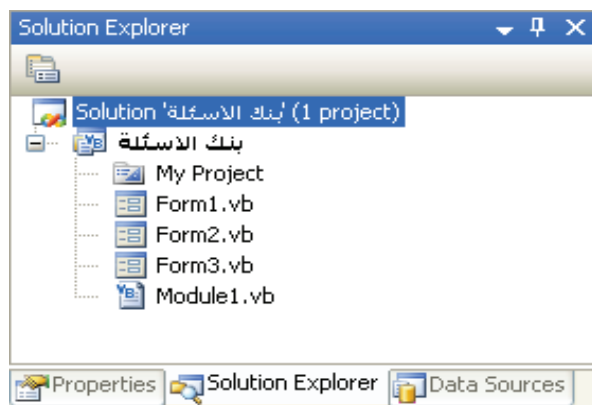 Solution Explorer
Solution 'بنك الاسئلة' (1 project)
بنك الاسئلة
My Project
Form1.vb
Form2.vb
Form3.vb
Module1.vb
Properties Solution Explorer Data Sources